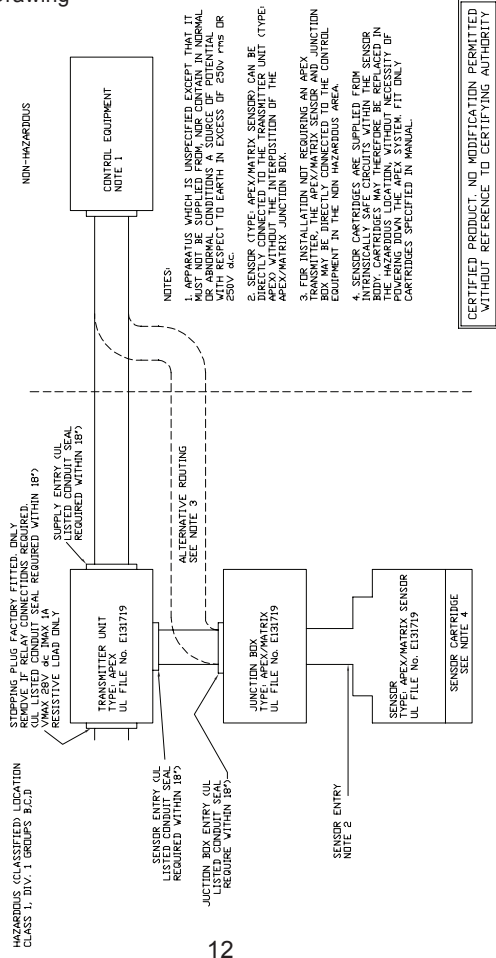 rawing
HAZARDOUS (CLASSIFIED) LOCATION
CLASS 1, DIV. 1 GROUPS B,C,D
NON-HAZARDOUS
STOPPING PLUG FACTORY FITTED. ONLY
REMOVE IF RELAY CONNECTIONS REQUIRED.
(UL LISTED CONDUIT SEAL REQUIRED WITHIN 18")
VMAX 28V dc IMAX 1A
RESISTIVE LOAD ONLY
SUPPLY ENTRY (UL
LISTED CONDUIT SEAL
REQUIRED WITHIN 18")
TRANSMITTER UNIT
TYPE: APEX
UL FILE No. E131719
CONTROL EQUIPMENT
NOTE 1
SENSOR ENTRY (UL
LISTED CONDUIT SEAL
REQUIRED WITHIN 18")
ALTERNATIVE ROUTING
SEE NOTE 3
JUCTION BOX ENTRY (UL
LISTED CONDUIT SEAL
REQUIRE WITHIN 18")
JUNCTION BOX
TYPE: APEX/MATRIX
UL FILE No. E131719
SENSOR ENTRY
NOTE 2
SENSOR
TYPE: APEX/MATRIX SENSOR
UL FILE No. E131719
SENSOR CARTRIDGE
SEE NOTE 4
NOTES:
1. APPARATUS WHICH IS UNSPECIFIED EXCEPT THAT IT
MUST NOT BE SUPPLIED FROM, NOR CONTAIN IN NORMAL
OR ABNORMAL CONDITIONS A SOURCE OF POTENTIAL
WITH RESPECT TO EARTH IN EXCESS OF 250v rms OR
250V d.c.
2. SENSOR (TYPE: APEX/MATRIX SENSOR) CAN BE
DIRECTLY CONNECTED TO THE TRANSMITTER UNIT (TYPE:
APEX) WITHOUT THE INTERPOSITION OF THE
APEX/MATRIX JUNCTION BOX.
3. FOR INSTALLATION NOT REQUIRING AN APEX
TRANSMITTER, THE APEX/MATRIX SENSOR AND JUNCTION
BOX MAY BE DIRECTLY CONNECTED TO THE CONTROL
EQUIPMENT IN THE NON HAZARDOUS AREA.
4. SENSOR CARTRIDGES ARE SUPPLIED FROM
INTRINSICALLY SAFE CIRCUITS WITHIN THE SENSOR
BODY. CARTRIDGES MAY THEREFORE BE REPLACED IN
THE HAZARDOUS LOCATION, WITHOUT NECESSITY OF
POWERING DOWN THE APEX SYSTEM. FIT ONLY
CARTRIDGES SPECIFIED IN MANUAL.
CERTIFIED PRODUCT. NO MODIFICATION PERMITTED
WITHOUT REFERENCE TO CERTIFYING AUTHORITY
12